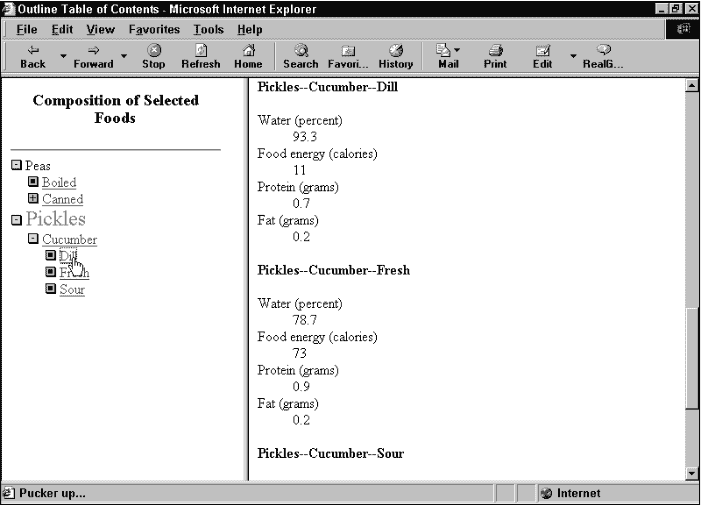 Outline Table of Contents - Microsoft Internet Explorer
File Edit View Favorites Tools Help
Back Forward Stop Refresh Home Search Favori... History Mail Print Edit RealG...
Composition of Selected
Foods
Peas
Boiled
Canned
Pickles
Cucumber
Dill
Fresh
Sour
Pickles--Cucumber--Dill
Water (percent)
93.3
Food energy (calories)
11
Protein (grams)
0.7
Fat (grams)
0.2
Pickles--Cucumber--Fresh
Water (percent)
78.7
Food energy (calories)
73
Protein (grams)
0.9
Fat (grams)
0.2
Pickles--Cucumber--Sour
Pucker up... Internet